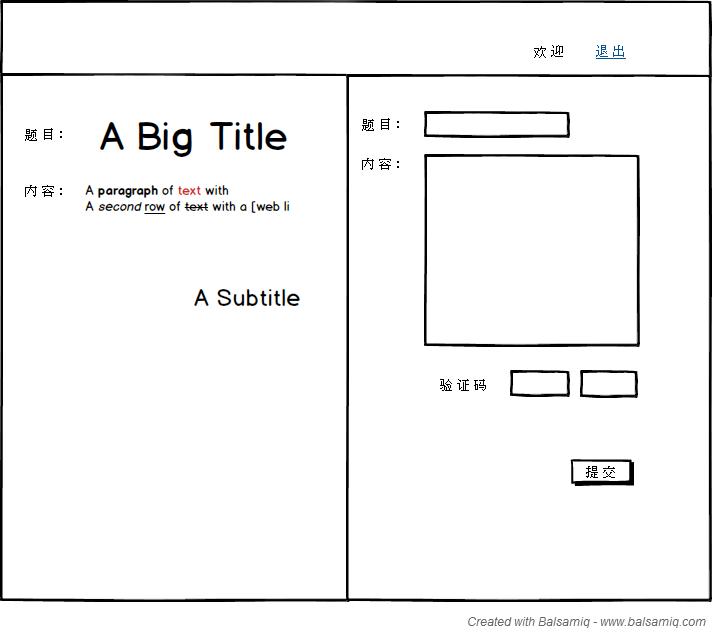 欢迎 退出
题目： A Big Title
内容： A paragraph of text with
A second row of text with a [web li
A Subtitle
题目：
内容：
验证码
提交
Created with Balsamiq - www.balsamiq.com